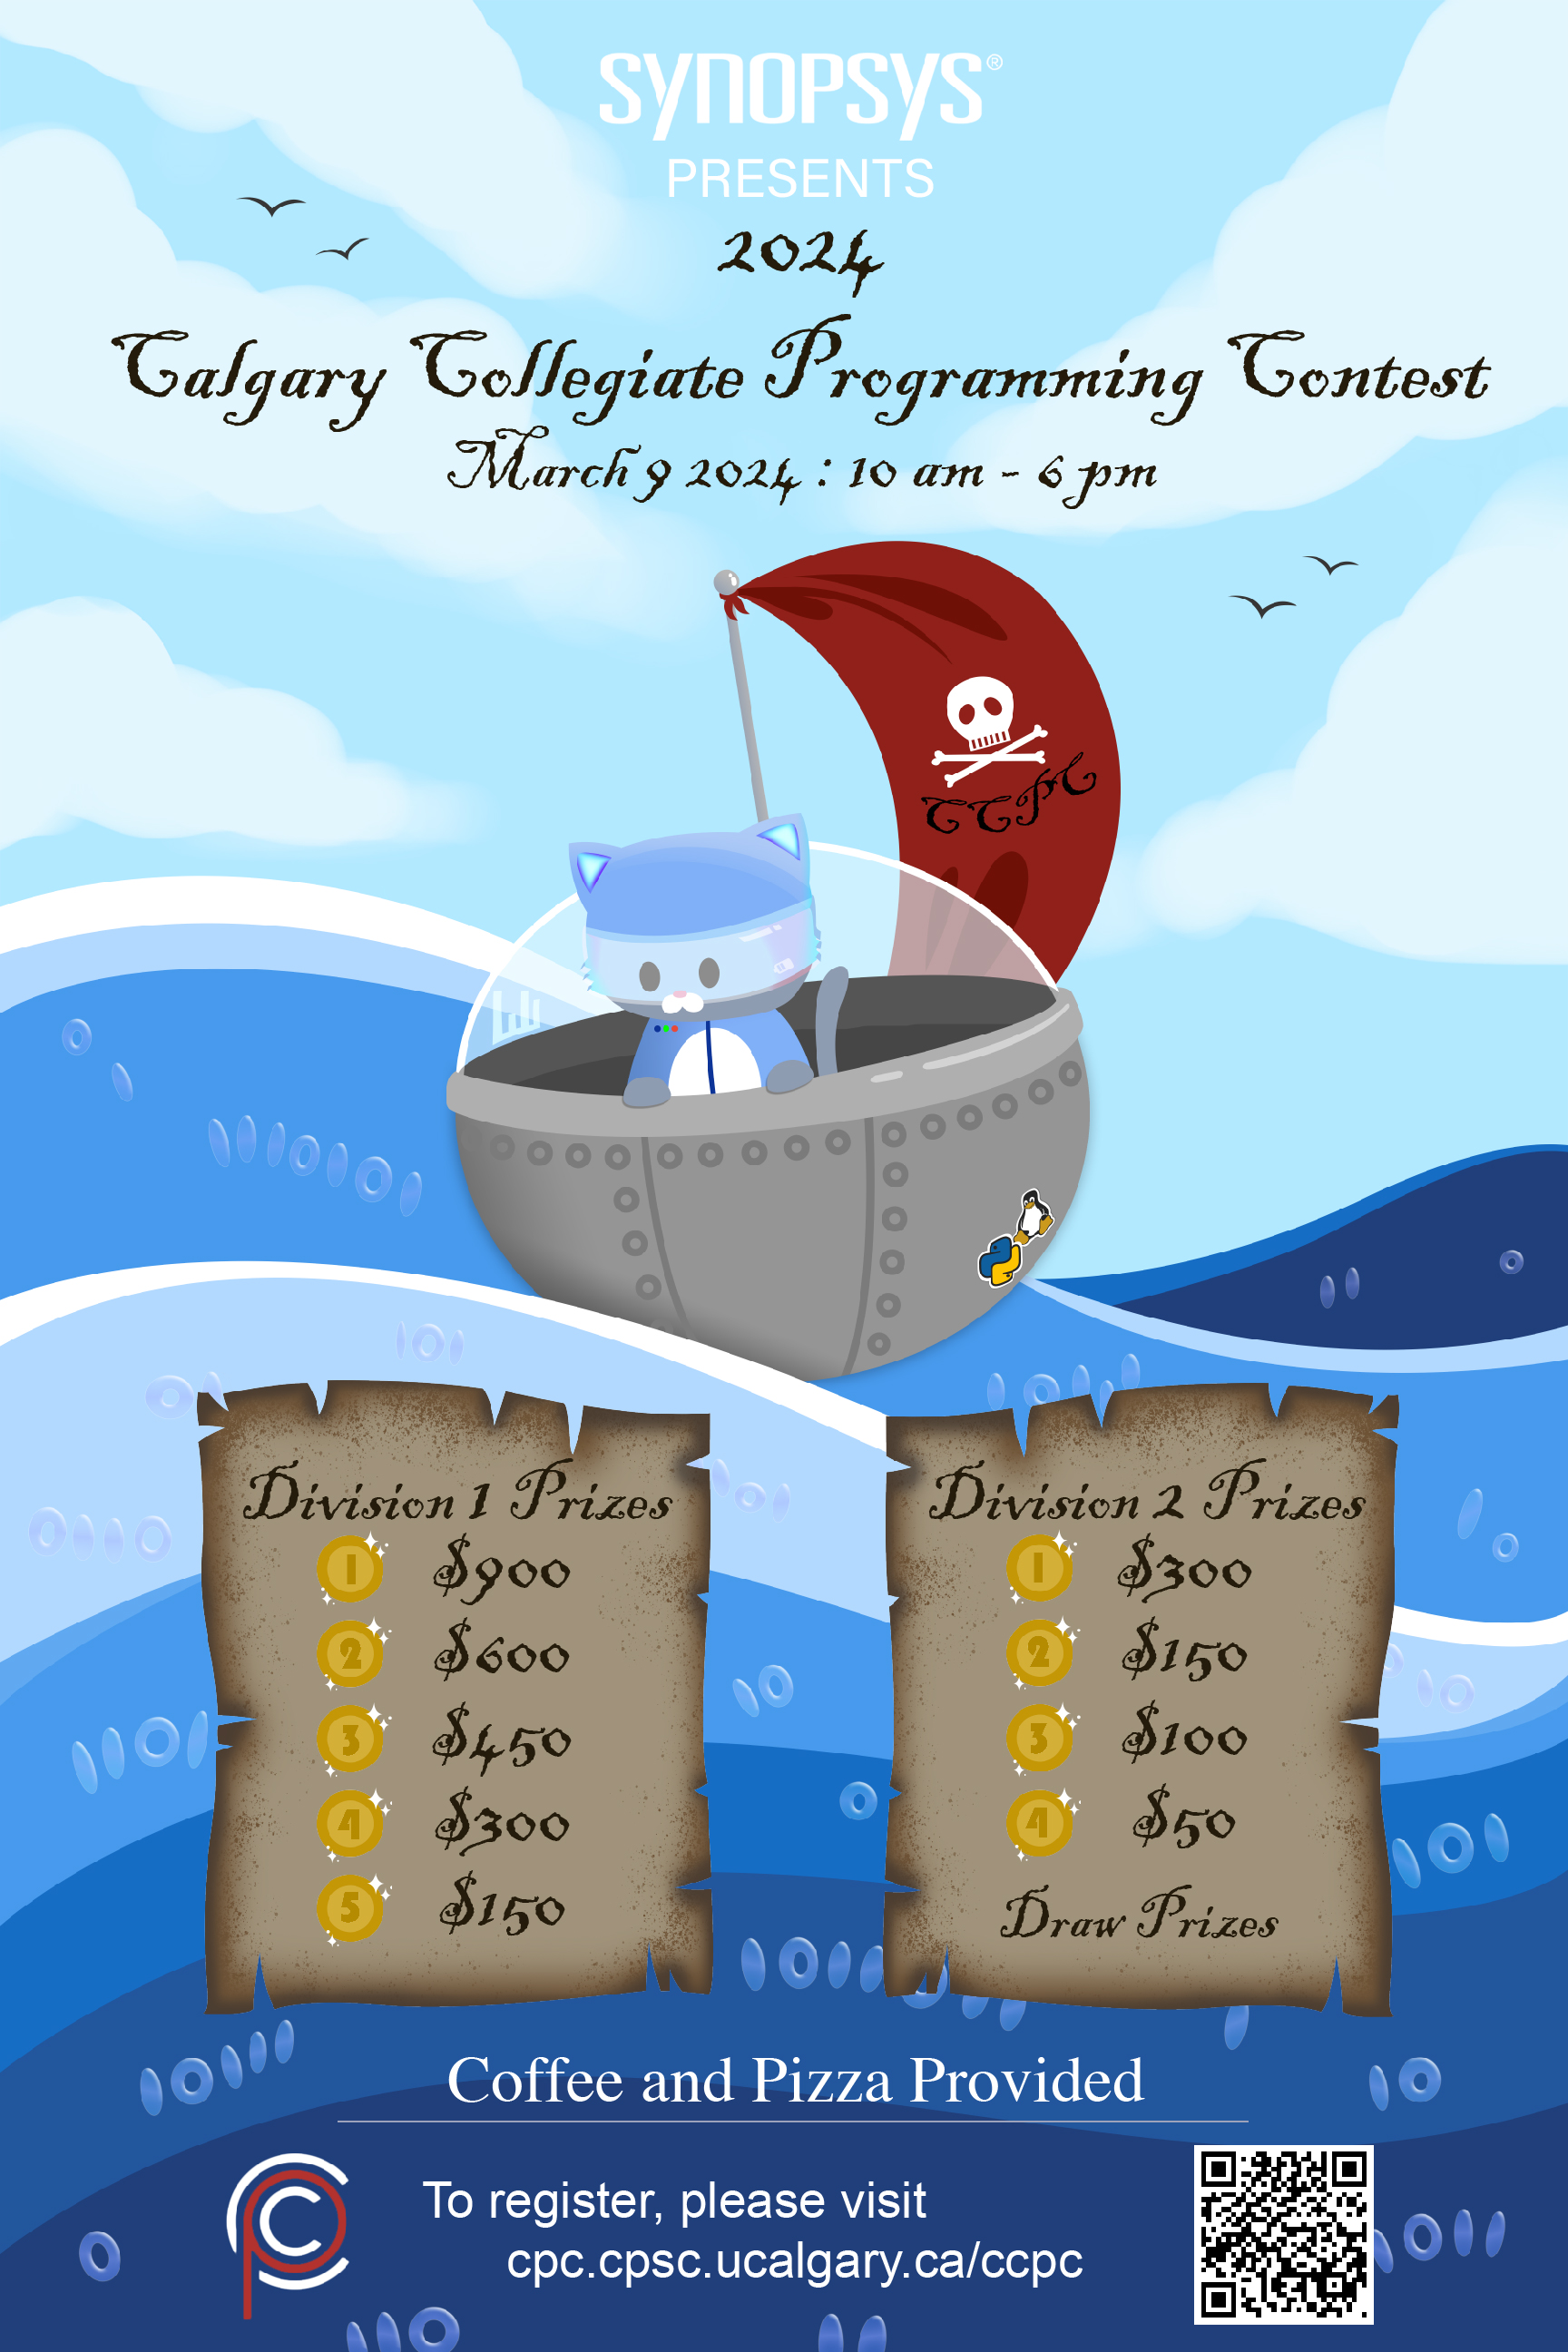 SYNOPSYS®
PRESENTS
2024
Calgary Collegiate Programming Contest
March 9 2024 : 10 am - 6 pm
CCPC
Division 1 Prizes
1 $900
2 $600
3 $450
4 $300
5 $150
Division 2 Prizes
1 $300
2 $150
3 $100
4 $50
Draw Prizes
Coffee and Pizza Provided
To register, please visit
cpc.cpsc.ucalgary.ca/ccpc